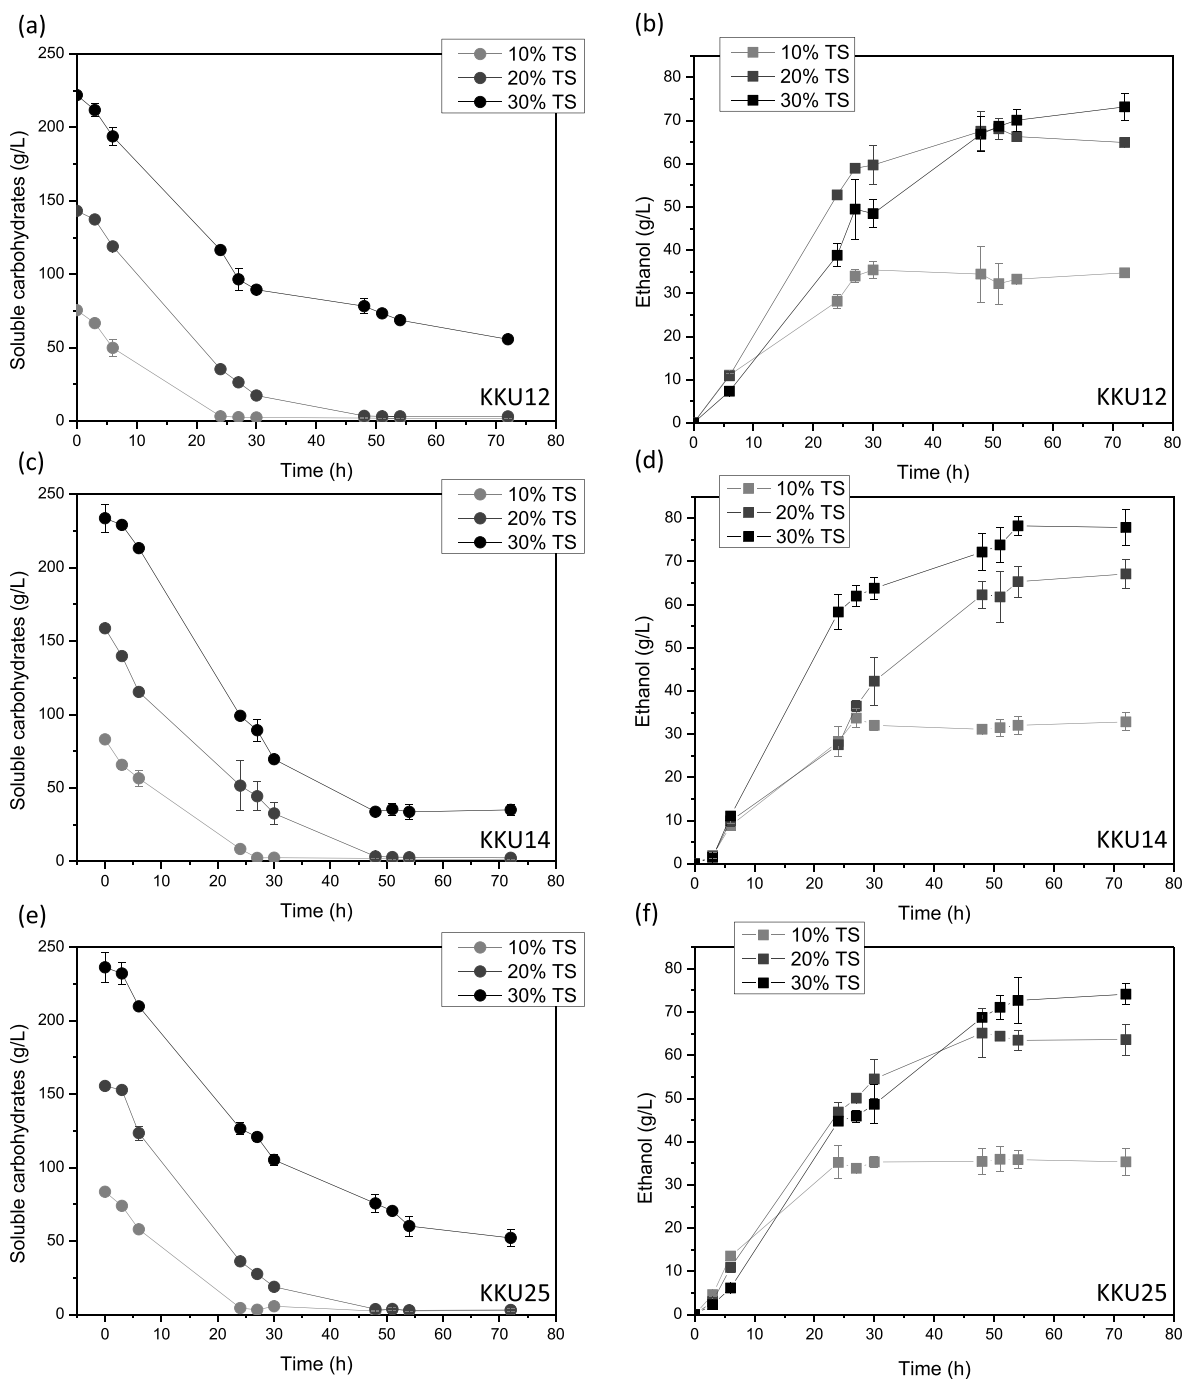 (a)
10% TS
20% TS
30% TS
250
200
150
100
50
0
Soluble carbohydrates (g/L)
KKU12
0 10 20 30 40 50 60 70 80
Time (h)
(b)
10% TS
20% TS
30% TS
80
70
60
50
40
30
20
10
0
Ethanol (g/L)
KKU12
0 10 20 30 40 50 60 70 80
Time (h)
(c)
10% TS
20% TS
30% TS
250
200
150
100
50
0
Soluble carbohydrates (g/L)
KKU14
0 10 20 30 40 50 60 70 80
Time (h)
(d)
10% TS
20% TS
30% TS
80
70
60
50
40
30
20
10
0
Ethanol (g/L)
KKU14
0 10 20 30 40 50 60 70 80
Time (h)
(e)
10% TS
20% TS
30% TS
250
200
150
100
50
0
Soluble carbohydrates (g/L)
KKU25
0 10 20 30 40 50 60 70 80
Time (h)
(f)
10% TS
20% TS
30% TS
80
70
60
50
40
30
20
10
0
Ethanol (g/L)
KKU25
0 10 20 30 40 50 60 70 80
Time (h)